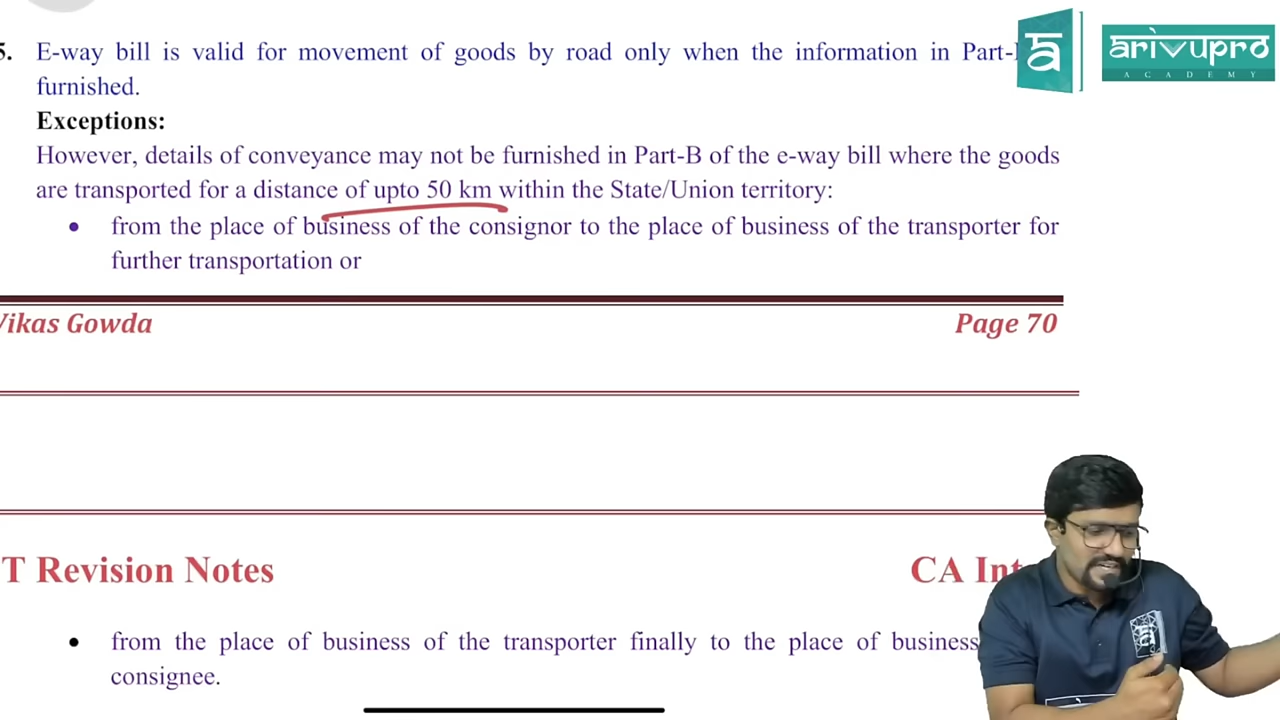 5. E-way bill is valid for movement of goods by road only when the information in Part-
furnished.
Exceptions:
However, details of conveyance may not be furnished in Part-B of the e-way bill where the goods
are transported for a distance of upto 50 km within the State/Union territory:
• from the place of business of the consignor to the place of business of the transporter for
further transportation or
Vikas Gowda
Page 70
T Revision Notes
CA Int
• from the place of business of the transporter finally to the place of business
consignee.
ā
arivupro
ACADEMY